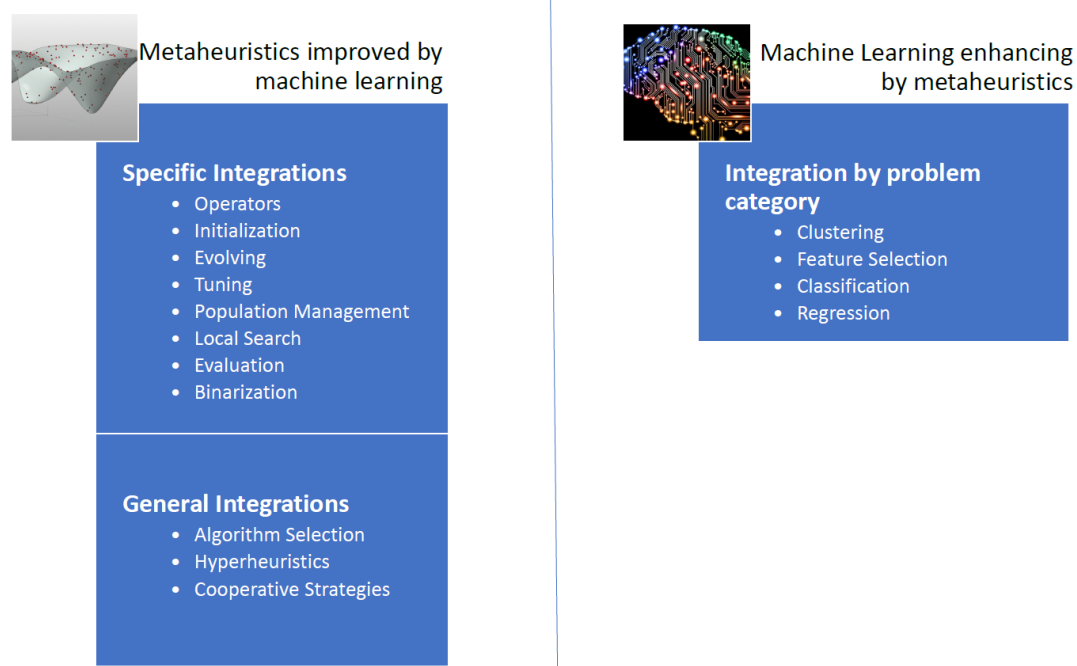 Metaheuristics improved by
machine learning
Specific Integrations
• Operators
• Initialization
• Evolving
• Tuning
• Population Management
• Local Search
• Evaluation
• Binarization
General Integrations
• Algorithm Selection
• Hyperheuristics
• Cooperative Strategies
Machine Learning enhancing
by metaheuristics
Integration by problem
category
• Clustering
• Feature Selection
• Classification
• Regression